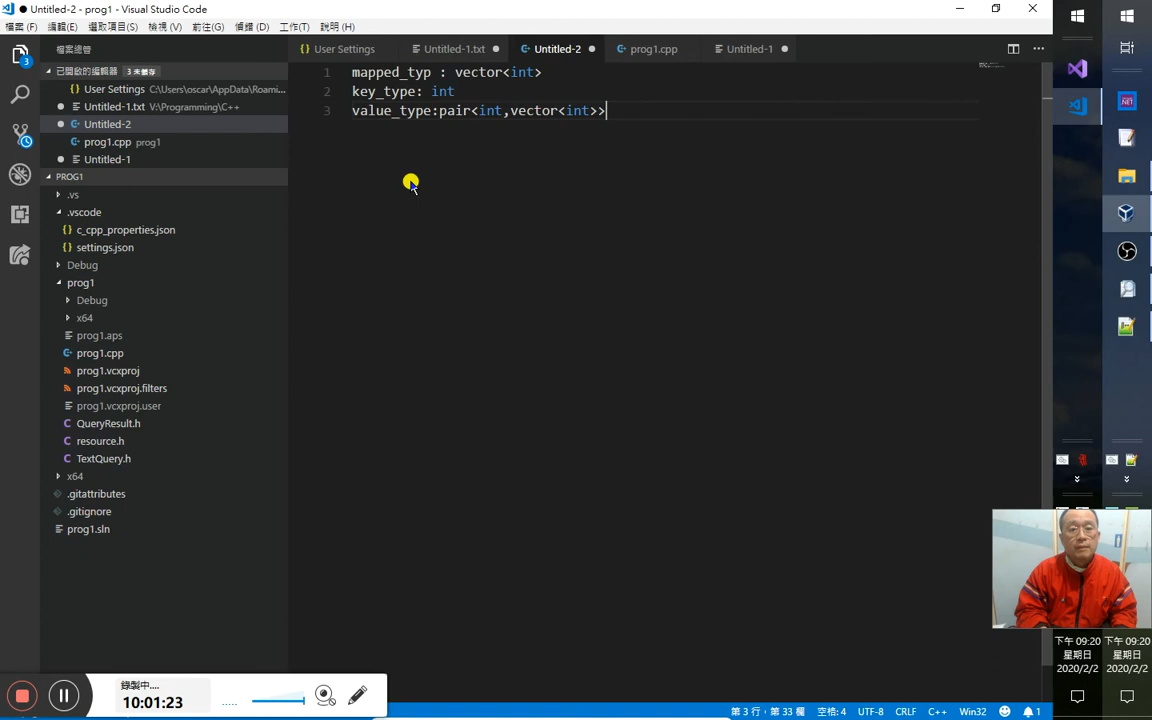 Untitled-2 - prog1 - Visual Studio Code
檔案 (F) 編輯(E) 選取項目(S) 檢視 (V) 前往(G) 偵錯 (D) 工作(T) 說明 (H)
檔案總管
已開啟的編輯器 3 未儲存
User Settings C:\Users\oscar\AppData\Roami...
Untitled-1.txt V:\Programming\C++
Untitled-2
prog1.cpp prog1
Untitled-1
PROG1
.vs
.vscode
c_cpp_properties.json
settings.json
Debug
prog1
Debug
x64
prog1.aps
prog1.cpp
prog1.vcxproj
prog1.vcxproj.filters
prog1.vcxproj.user
QueryResult.h
resource.h
TextQuery.h
x64
.gitattributes
.gitignore
prog1.sln
User Settings Untitled-1.txt Untitled-2 prog1.cpp Untitled-1
1 mapped_typ : vector<int>
2 key_type: int
3 value_type:pair<int,vector<int>>
錄製中....
10:01:23
第 3 行，第 33 欄 空格: 4 UTF-8 CRLF C++ Win32 1
下午 09:20 下午 09:20
星期日 星期日
2020/2/2 2020/2/2